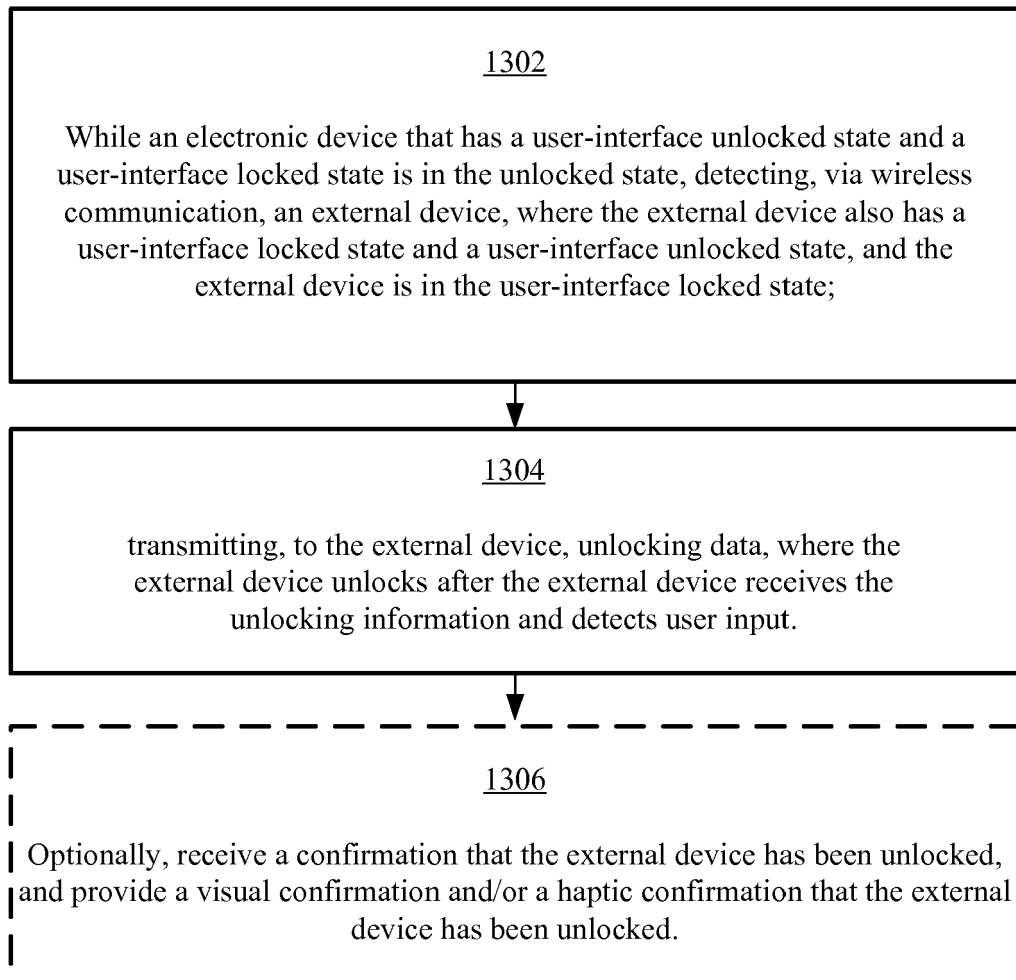 1302
While an electronic device that has a user-interface unlocked state and a
user-interface locked state is in the unlocked state, detecting, via wireless
communication, an external device, where the external device also has a
user-interface locked state and a user-interface unlocked state, and the
external device is in the user-interface locked state;
1304
transmitting, to the external device, unlocking data, where the
external device unlocks after the external device receives the
unlocking information and detects user input.
1306
Optionally, receive a confirmation that the external device has been unlocked,
and provide a visual confirmation and/or a haptic confirmation that the external
device has been unlocked.